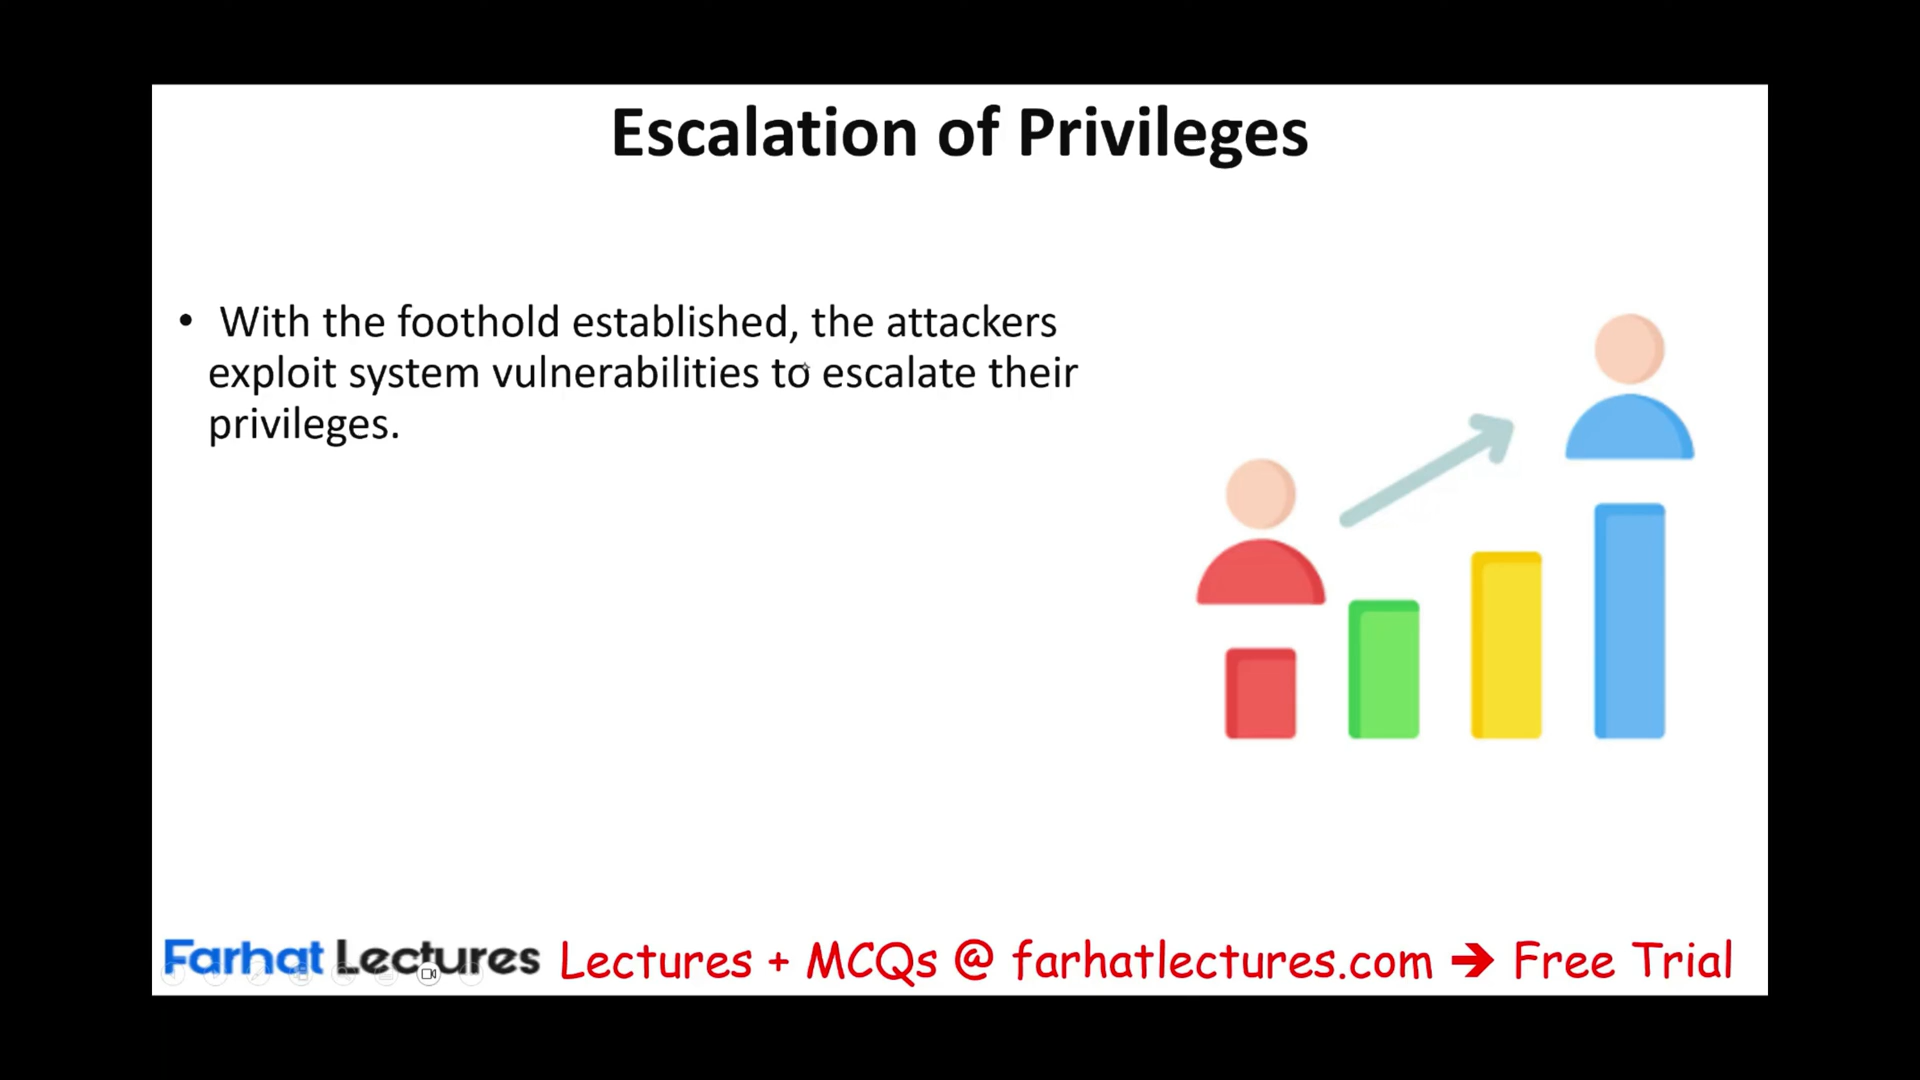 Escalation of Privileges
• With the foothold established, the attackers
exploit system vulnerabilities to escalate their
privileges.
Farhat Lectures Lectures + MCQs @ farhatlectures.com ➔ Free Trial